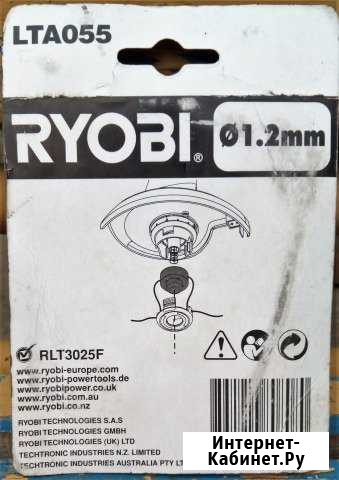 LTA055
RYOBI®
Ø1.2mm
RLT3025F
www.ryobi-europe.com
www.ryobi-powertools.de
www.ryobipower.co.uk
www.ryobi.com.au
www.ryobi.co.nz
RYOBI TECHNOLOGIES S.A.S
RYOBI TECHNOLOGIES GMBH
RYOBI TECHNOLOGIES (UK) LTD
TECHTRONIC INDUSTRIES N.Z. LIMITED
TECHTRONIC INDUSTRIES AUSTRALIA PTY LT
Интернет-
Кабинет.Ру